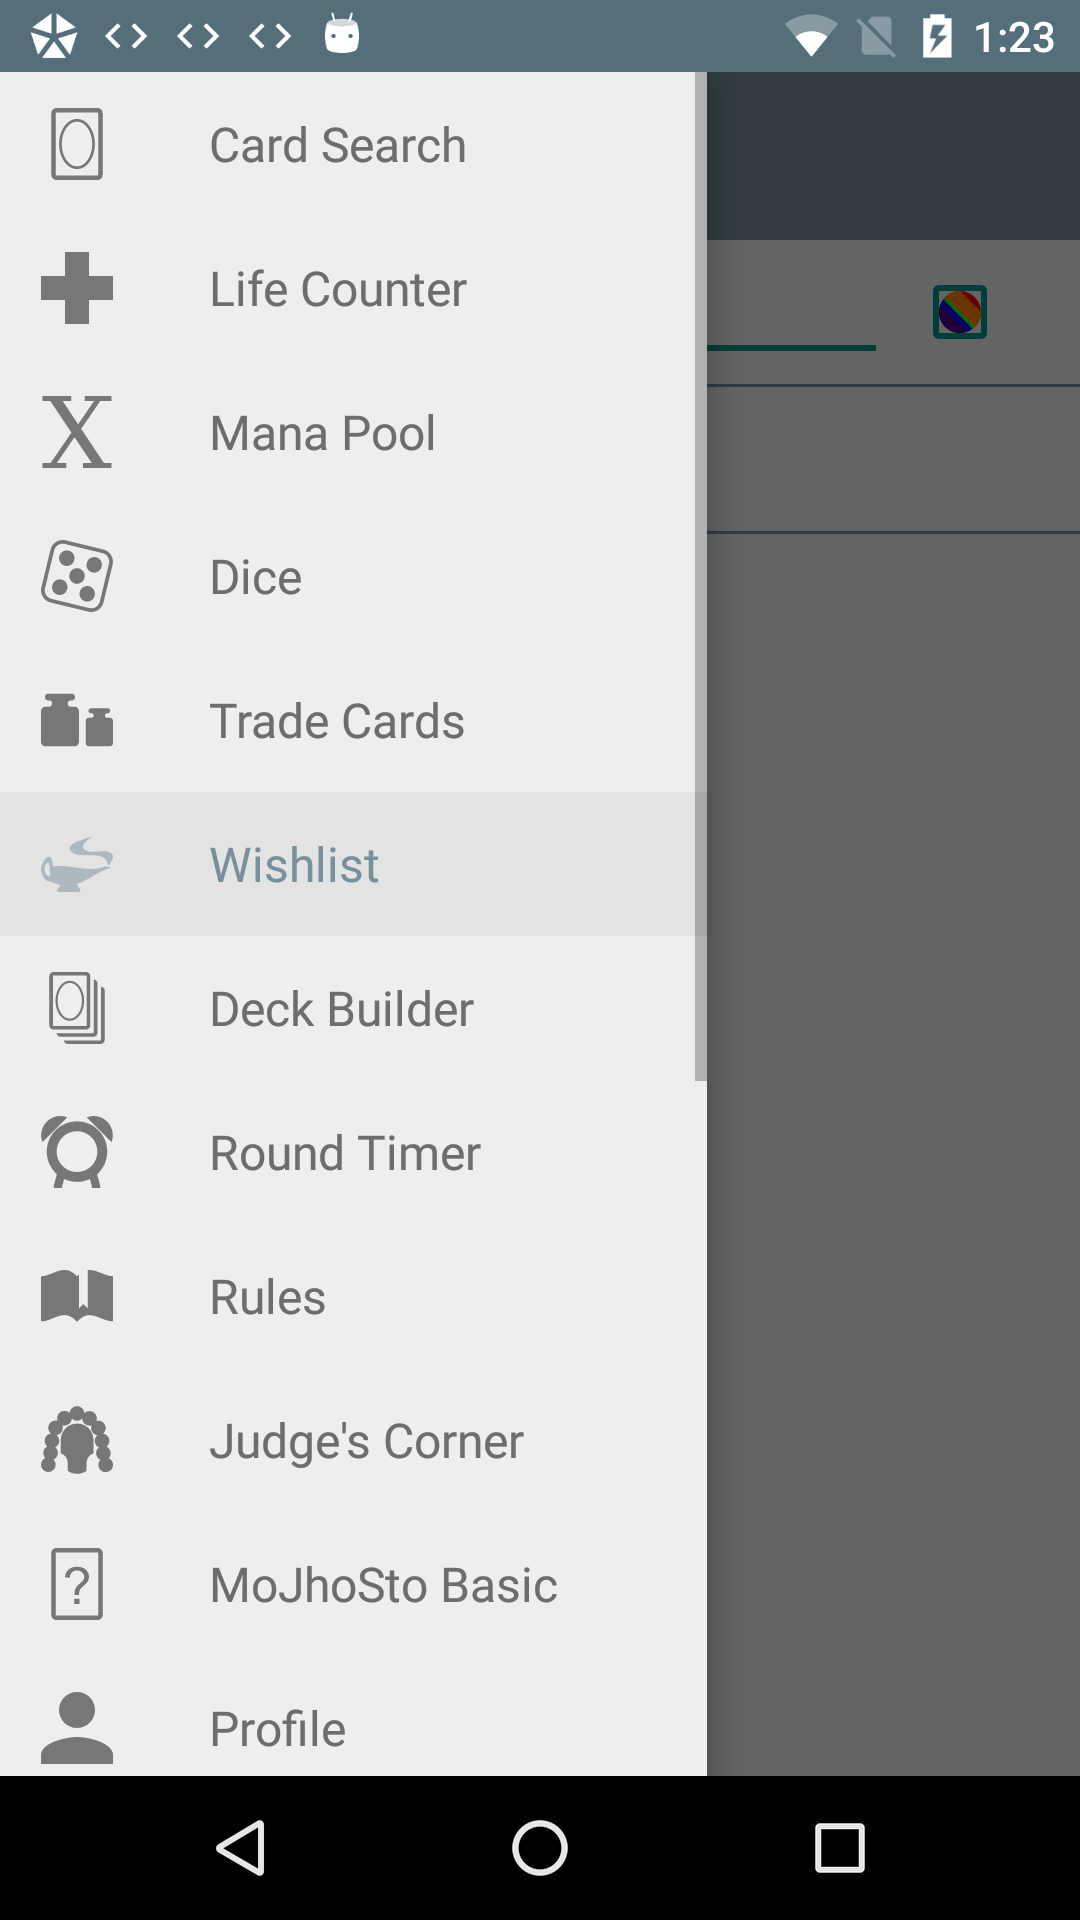 1:23
Card Search
Life Counter
X Mana Pool
Dice
Trade Cards
Wishlist
Deck Builder
Round Timer
Rules
Judge's Corner
? MoJhoSto Basic
Profile